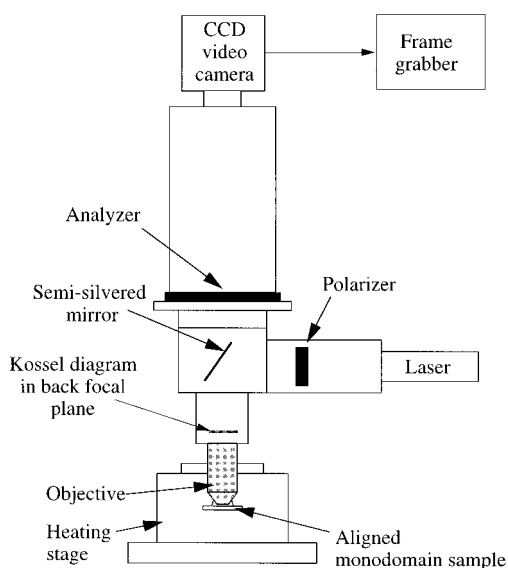 CCD
video
camera
Frame
grabber
Analyzer
Semi-silvered
mirror
Polarizer
Kossel diagram
in back focal
plane
Laser
Objective
Heating
stage
Aligned
monodomain sample